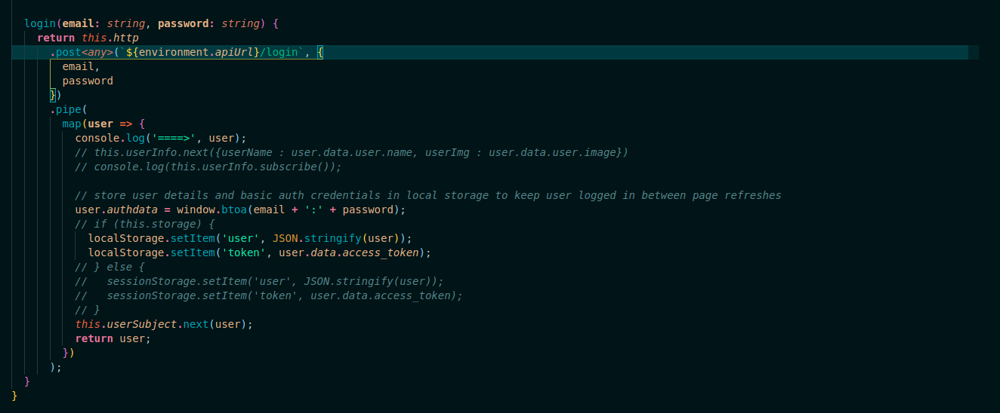 login(email: string, password: string) {
return this.http
.post<any>(`${environment.apiUrl}/login`, {
email,
password
})
.pipe(
map(user => {
console.log('====>', user);
// this.userInfo.next({userName : user.data.user.name, userImg : user.data.user.image})
// console.log(this.userInfo.subscribe());
// store user details and basic auth credentials in local storage to keep user logged in between page refreshes
user.authdata = window.btoa(email + ':' + password);
// if (this.storage) {
localStorage.setItem('user', JSON.stringify(user));
localStorage.setItem('token', user.data.access_token);
// } else {
//   sessionStorage.setItem('user', JSON.stringify(user));
//   sessionStorage.setItem('token', user.data.access_token);
// }
this.userSubject.next(user);
return user;
})
);
}
}